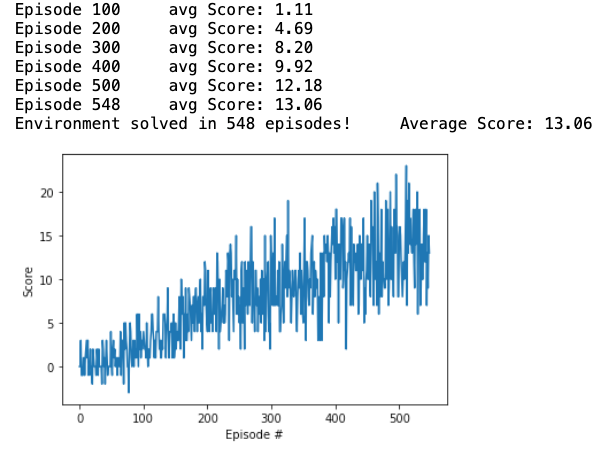 Episode 100     avg Score: 1.11
Episode 200     avg Score: 4.69
Episode 300     avg Score: 8.20
Episode 400     avg Score: 9.92
Episode 500     avg Score: 12.18
Episode 548     avg Score: 13.06
Environment solved in 548 episodes!     Average Score: 13.06
20
15
10
5
0
Score
0 100 200 300 400 500
Episode #